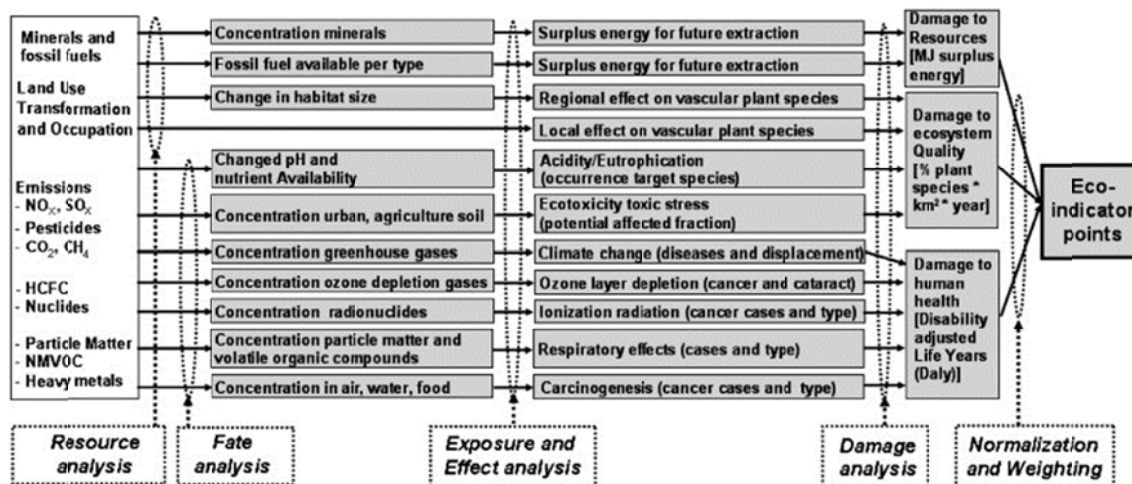 Minerals and
fossil fuels
Land Use
Transformation
and Occupation
Emissions
- NOX, SOX
- Pesticides
- CO2, CH4
- HCFC
- Nuclides
- Particle Matter
- NMV0C
- Heavy metals
Concentration minerals
Fossil fuel available per type
Change in habitat size
Changed pH and
nutrient Availability
Concentration urban, agriculture soil
Concentration greenhouse gases
Concentration ozone depletion gases
Concentration radionuclides
Concentration particle matter and
volatile organic compounds
Concentration in air, water, food
Surplus energy for future extraction
Surplus energy for future extraction
Regional effect on vascular plant species
Local effect on vascular plant species
Acidity/Eutrophication
(occurrence target species)
Ecotoxicity toxic stress
(potential affected fraction)
Climate change (diseases and displacement)
Ozone layer depletion (cancer and cataract)
Ionization radiation (cancer cases and type)
Respiratory effects (cases and type)
Carcinogenesis (cancer cases and type)
Damage to
Resources
[MJ surplus
energy]
Damage to
ecosystem
Quality
[% plant
species *
km² * year]
Damage to
human
health
[Disability
adjusted
Life Years
(Daly)]
Eco-
indicator
points
Resource
analysis
Fate
analysis
Exposure and
Effect analysis
Damage
analysis
Normalization
and Weighting